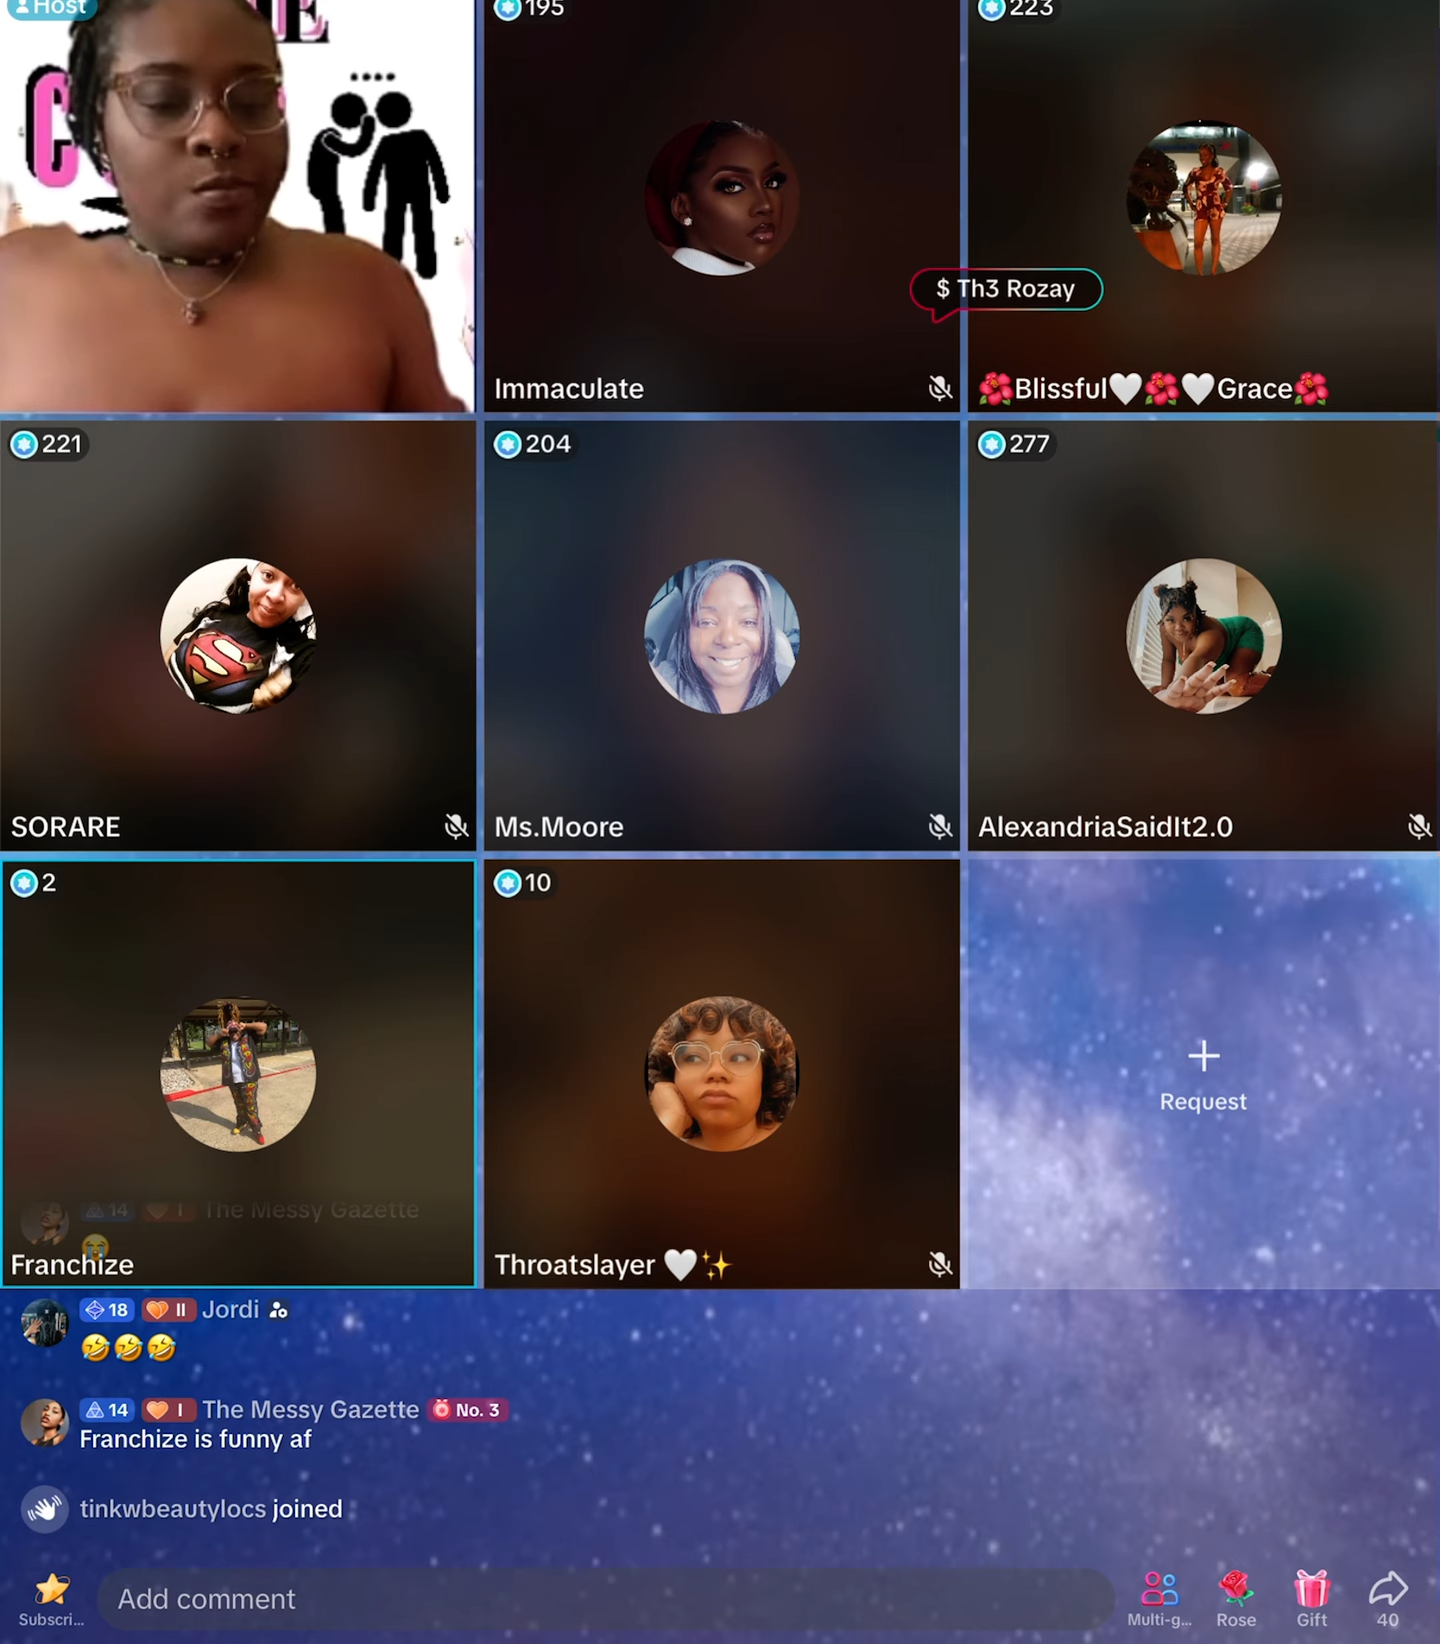 Host
195
223
$ Th3 Rozay
Immaculate
🌺Blissful🤍🌺🤍Grace🌺
221
204
277
SORARE
Ms.Moore
AlexandriaSaidIt2.0
2
10
Request
14 I The Messy Gazette
😭
Franchize
Throatslayer 🤍✨
18 II Jordi
🤣🤣🤣
14 I The Messy Gazette No. 3
Franchize is funny af
tinkwbeautylocs joined
Add comment
Subscri...
Multi-g...
Rose
Gift
40